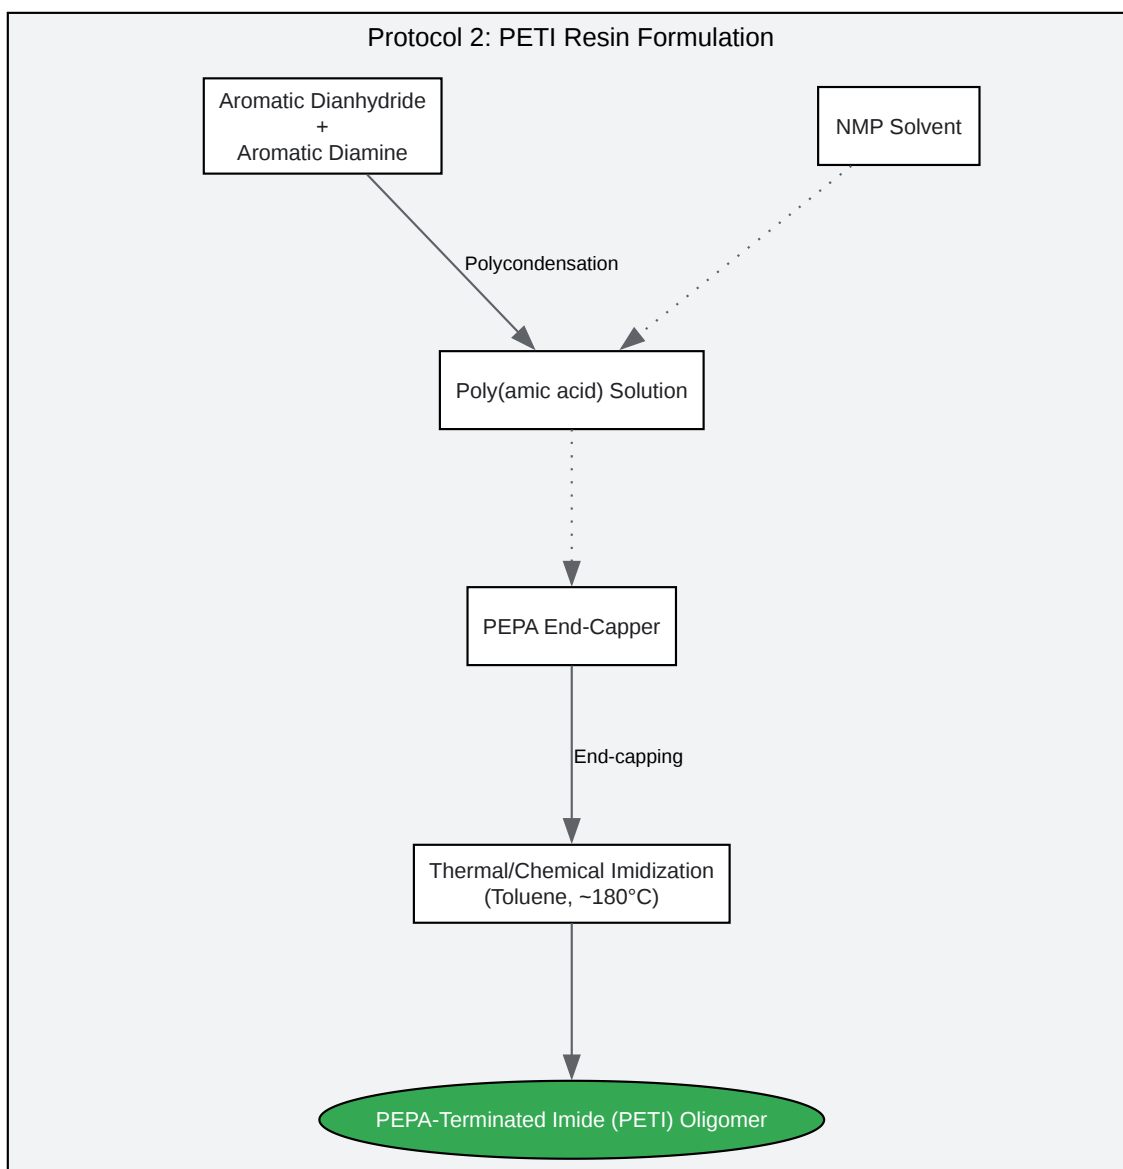 Protocol 2: PETI Resin Formulation
Aromatic Dianhydride
+
Aromatic Diamine
NMP Solvent
Polycondensation
Poly(amic acid) Solution
PEPA End-Capper
End-capping
Thermal/Chemical Imidization
(Toluene, ~180°C)
PEPA-Terminated Imide (PETI) Oligomer